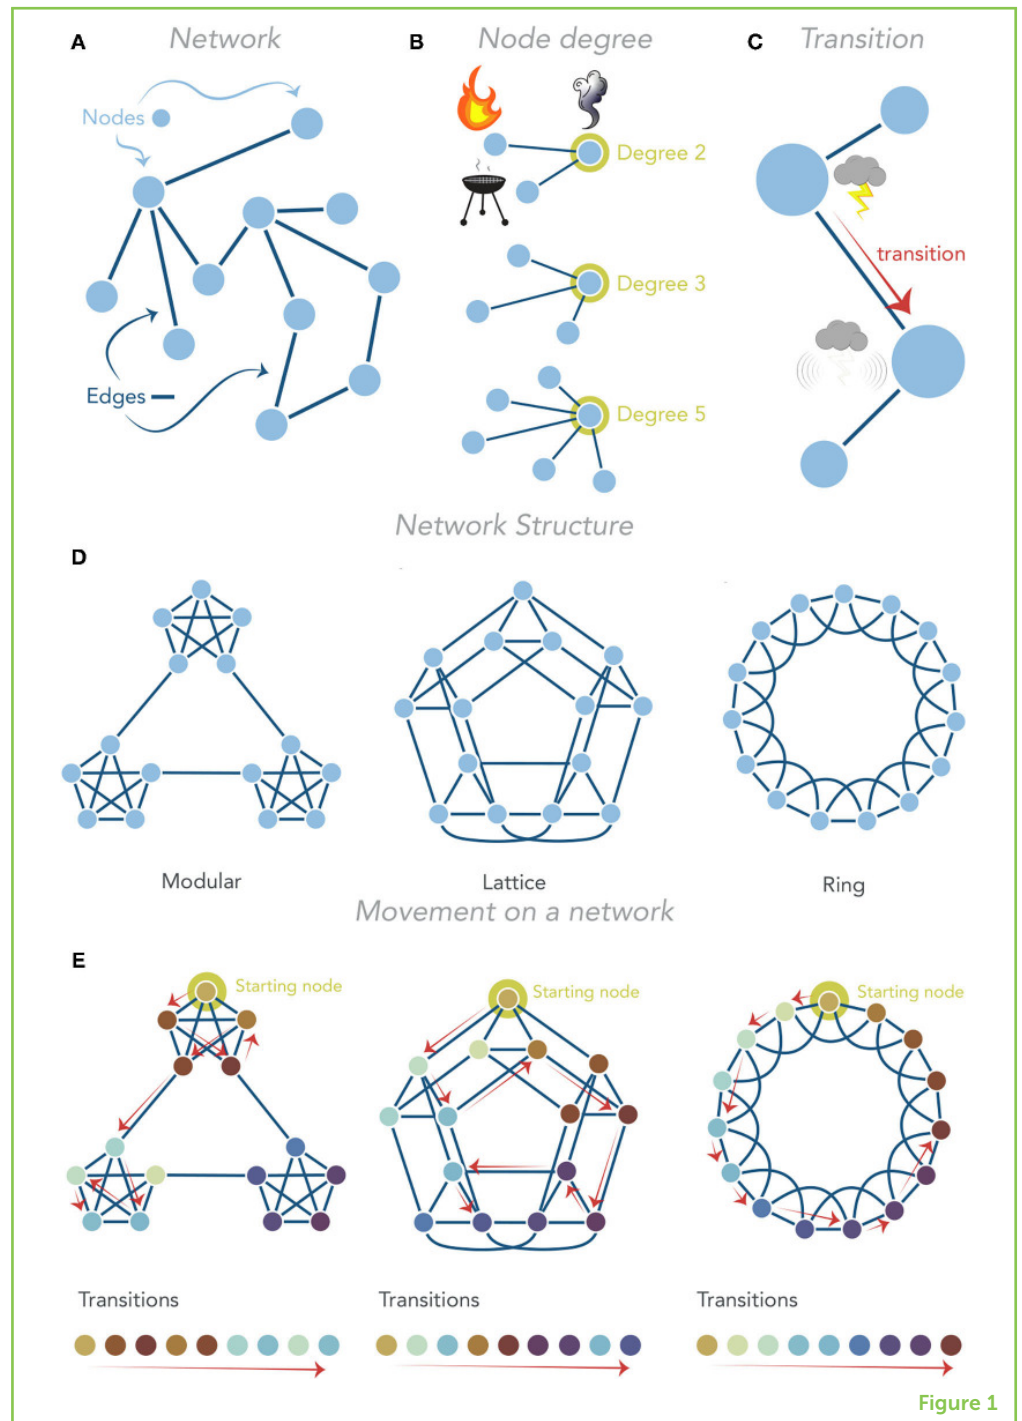 A Network
B Node degree
C Transition
Nodes
Degree 2
Degree 3
transition
Edges
Degree 5
Network Structure
D
Modular
Lattice
Ring
Movement on a network
E
Starting node
Starting node
Starting node
Transitions
Transitions
Transitions
Figure 1